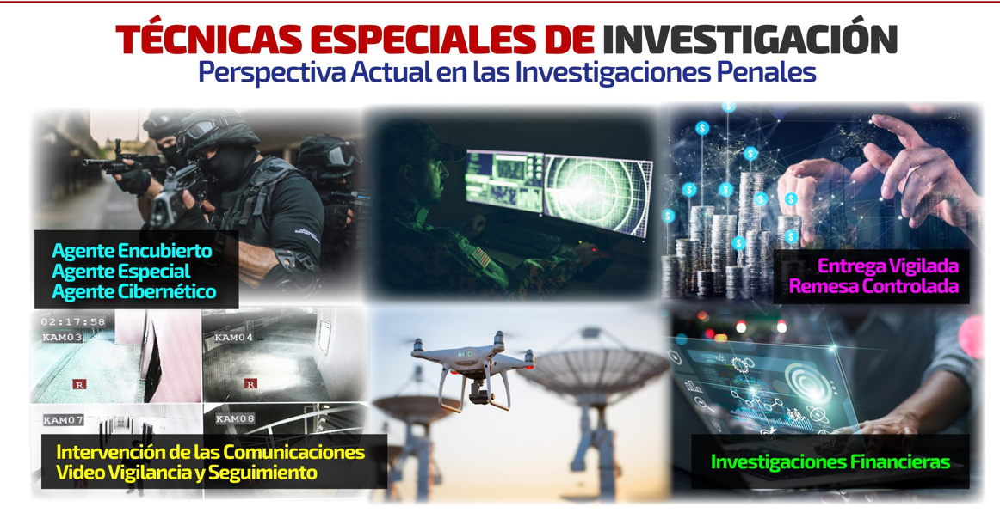 TÉCNICAS ESPECIALES DE INVESTIGACIÓN
Perspectiva Actual en las Investigaciones Penales
Agente Encubierto
Agente Especial
Agente Cibernético
Entrega Vigilada
Remesa Controlada
02:17:58
KAM03
KAM04
R
R
KAM07
KAM08
Intervención de las Comunicaciones
Video Vigilancia y Seguimiento
Investigaciones Financieras